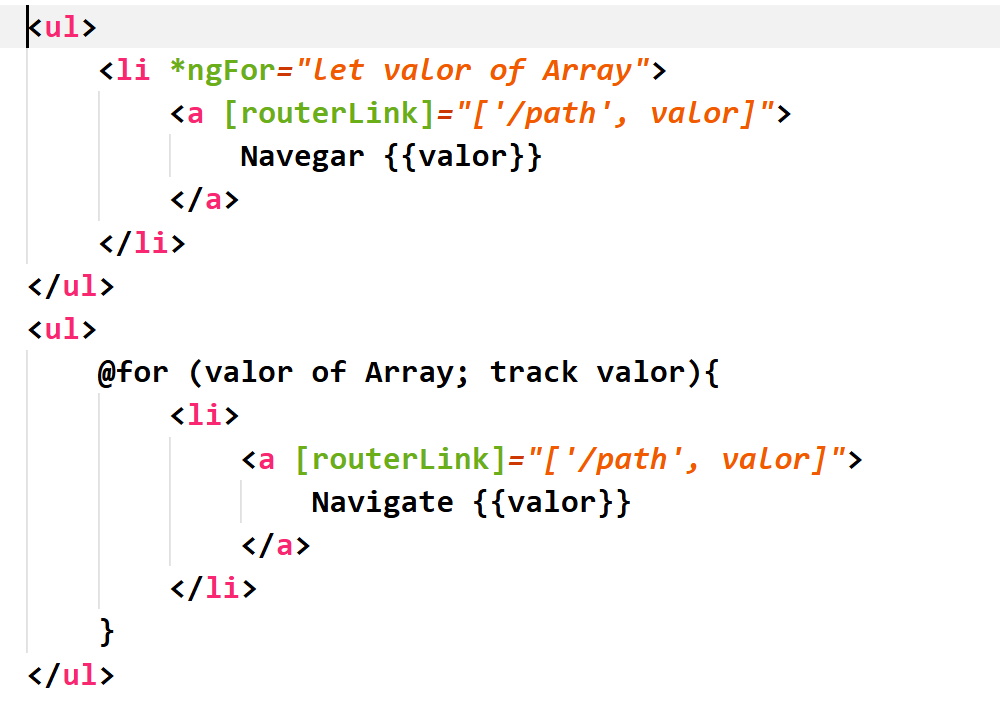 <ul>
    <li *ngFor="let valor of Array">
        <a [routerLink]="['/path', valor]">
            Navegar {{valor}}
        </a>
    </li>
</ul>
<ul>
    @for (valor of Array; track valor){
        <li>
            <a [routerLink]="['/path', valor]">
                Navigate {{valor}}
            </a>
        </li>
    }
</ul>